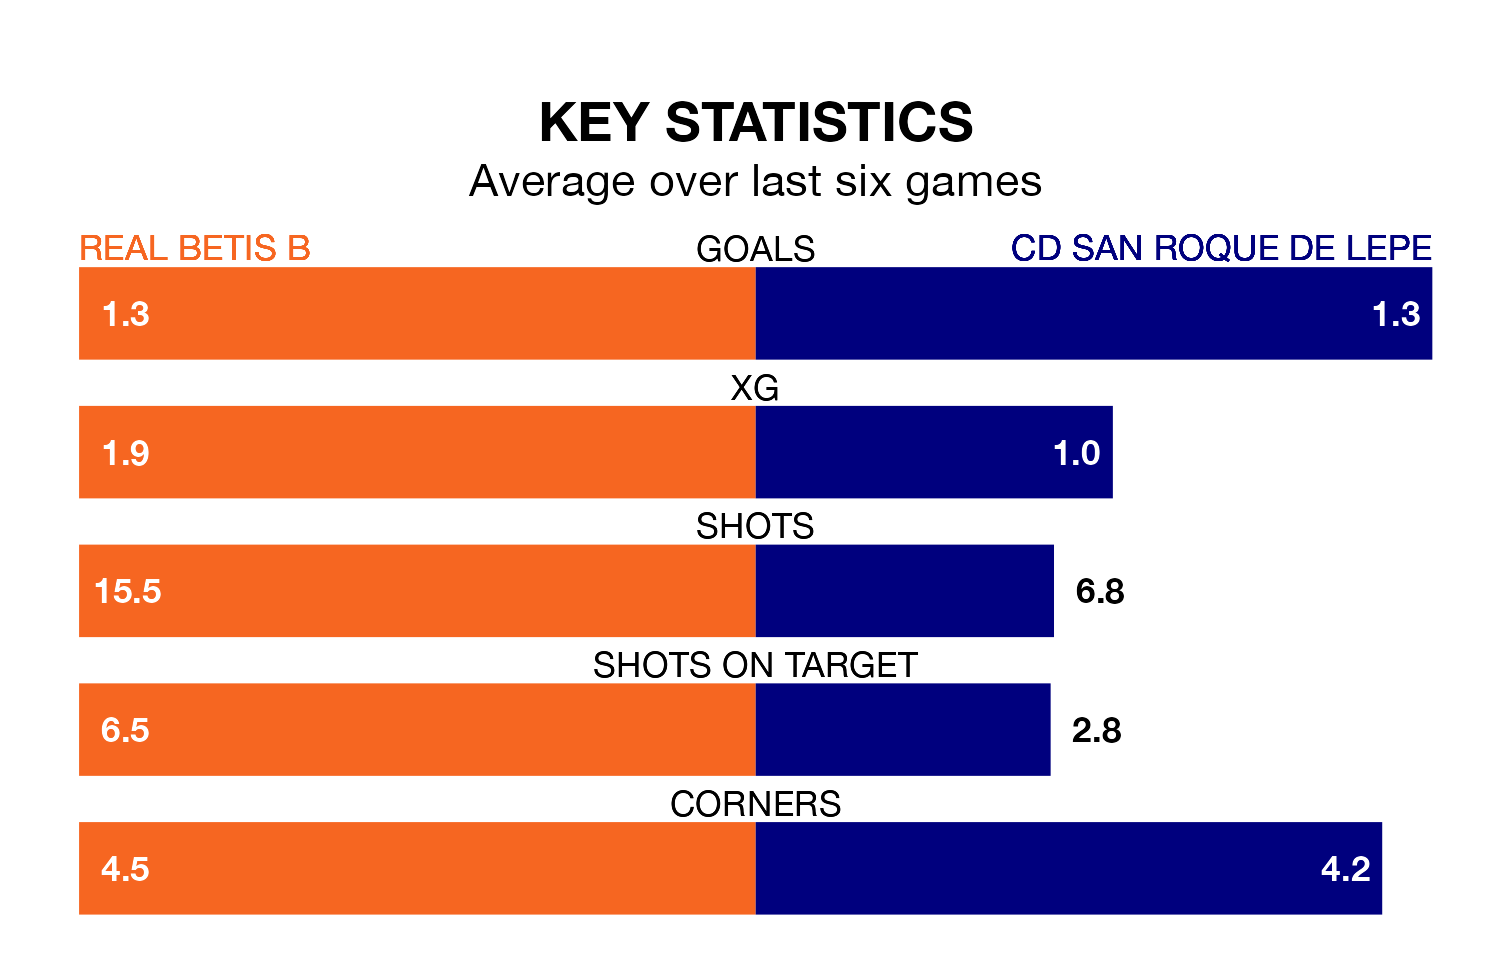 KEY STATISTICS
Average over last six games
REAL BETIS B GOALS CD SAN ROQUE DE LEPE
1.3 1.3
XG
1.9 1.0
SHOTS
15.5 6.8
SHOTS ON TARGET
6.5 2.8
CORNERS
4.5 4.2